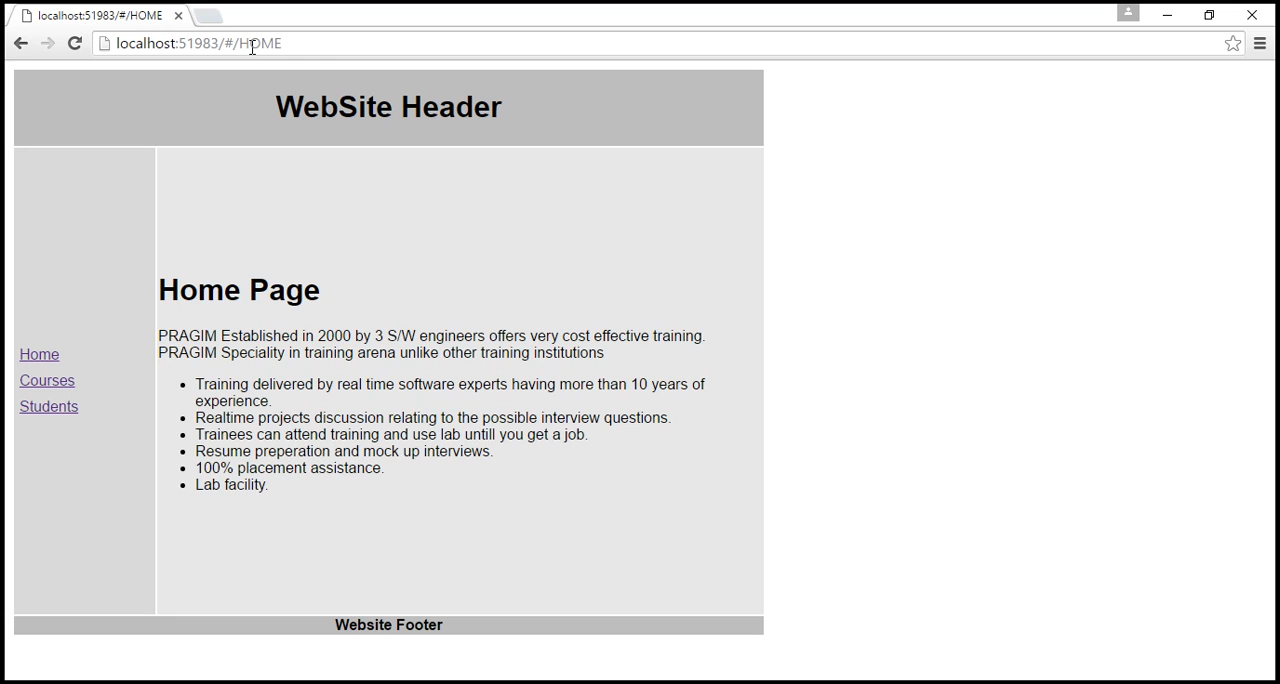 localhost:51983/#/HOME
localhost:51983/#/HOME
WebSite Header
Home
Courses
Students
Home Page
PRAGIM Established in 2000 by 3 S/W engineers offers very cost effective training.
PRAGIM Speciality in training arena unlike other training institutions
Training delivered by real time software experts having more than 10 years of
experience.
Realtime projects discussion relating to the possible interview questions.
Trainees can attend training and use lab untill you get a job.
Resume preperation and mock up interviews.
100% placement assistance.
Lab facility.
Website Footer